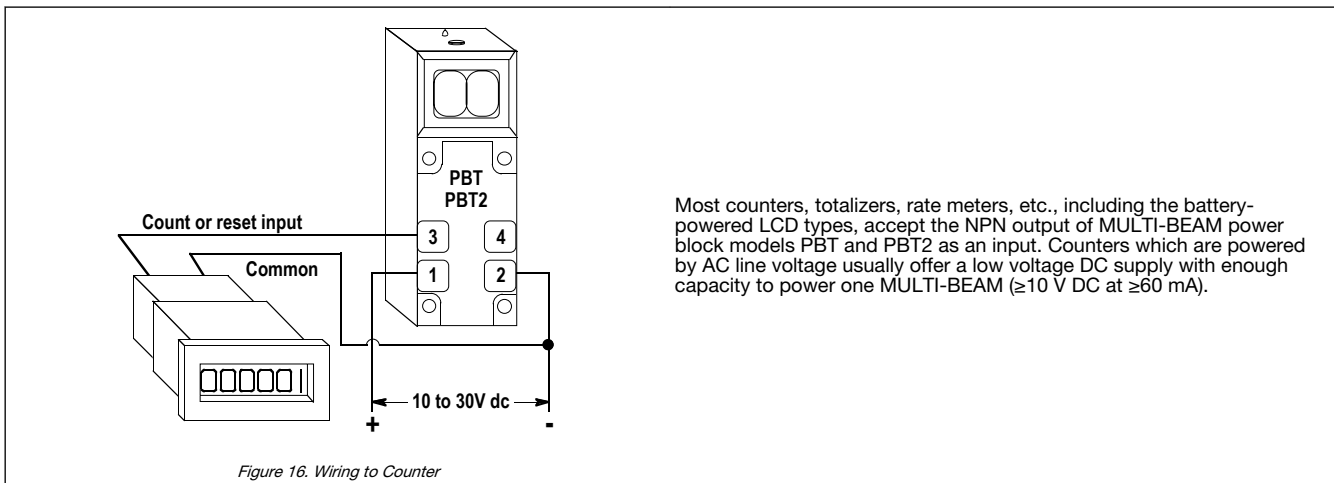 PBT
PBT2
Count or reset input
3
4
Common
1
2
000001
10 to 30V dc
+
-
Figure 16. Wiring to Counter
Most counters, totalizers, rate meters, etc., including the battery-
powered LCD types, accept the NPN output of MULTI-BEAM power
block models PBT and PBT2 as an input. Counters which are powered
by AC line voltage usually offer a low voltage DC supply with enough
capacity to power one MULTI-BEAM (≥10 V DC at ≥60 mA).